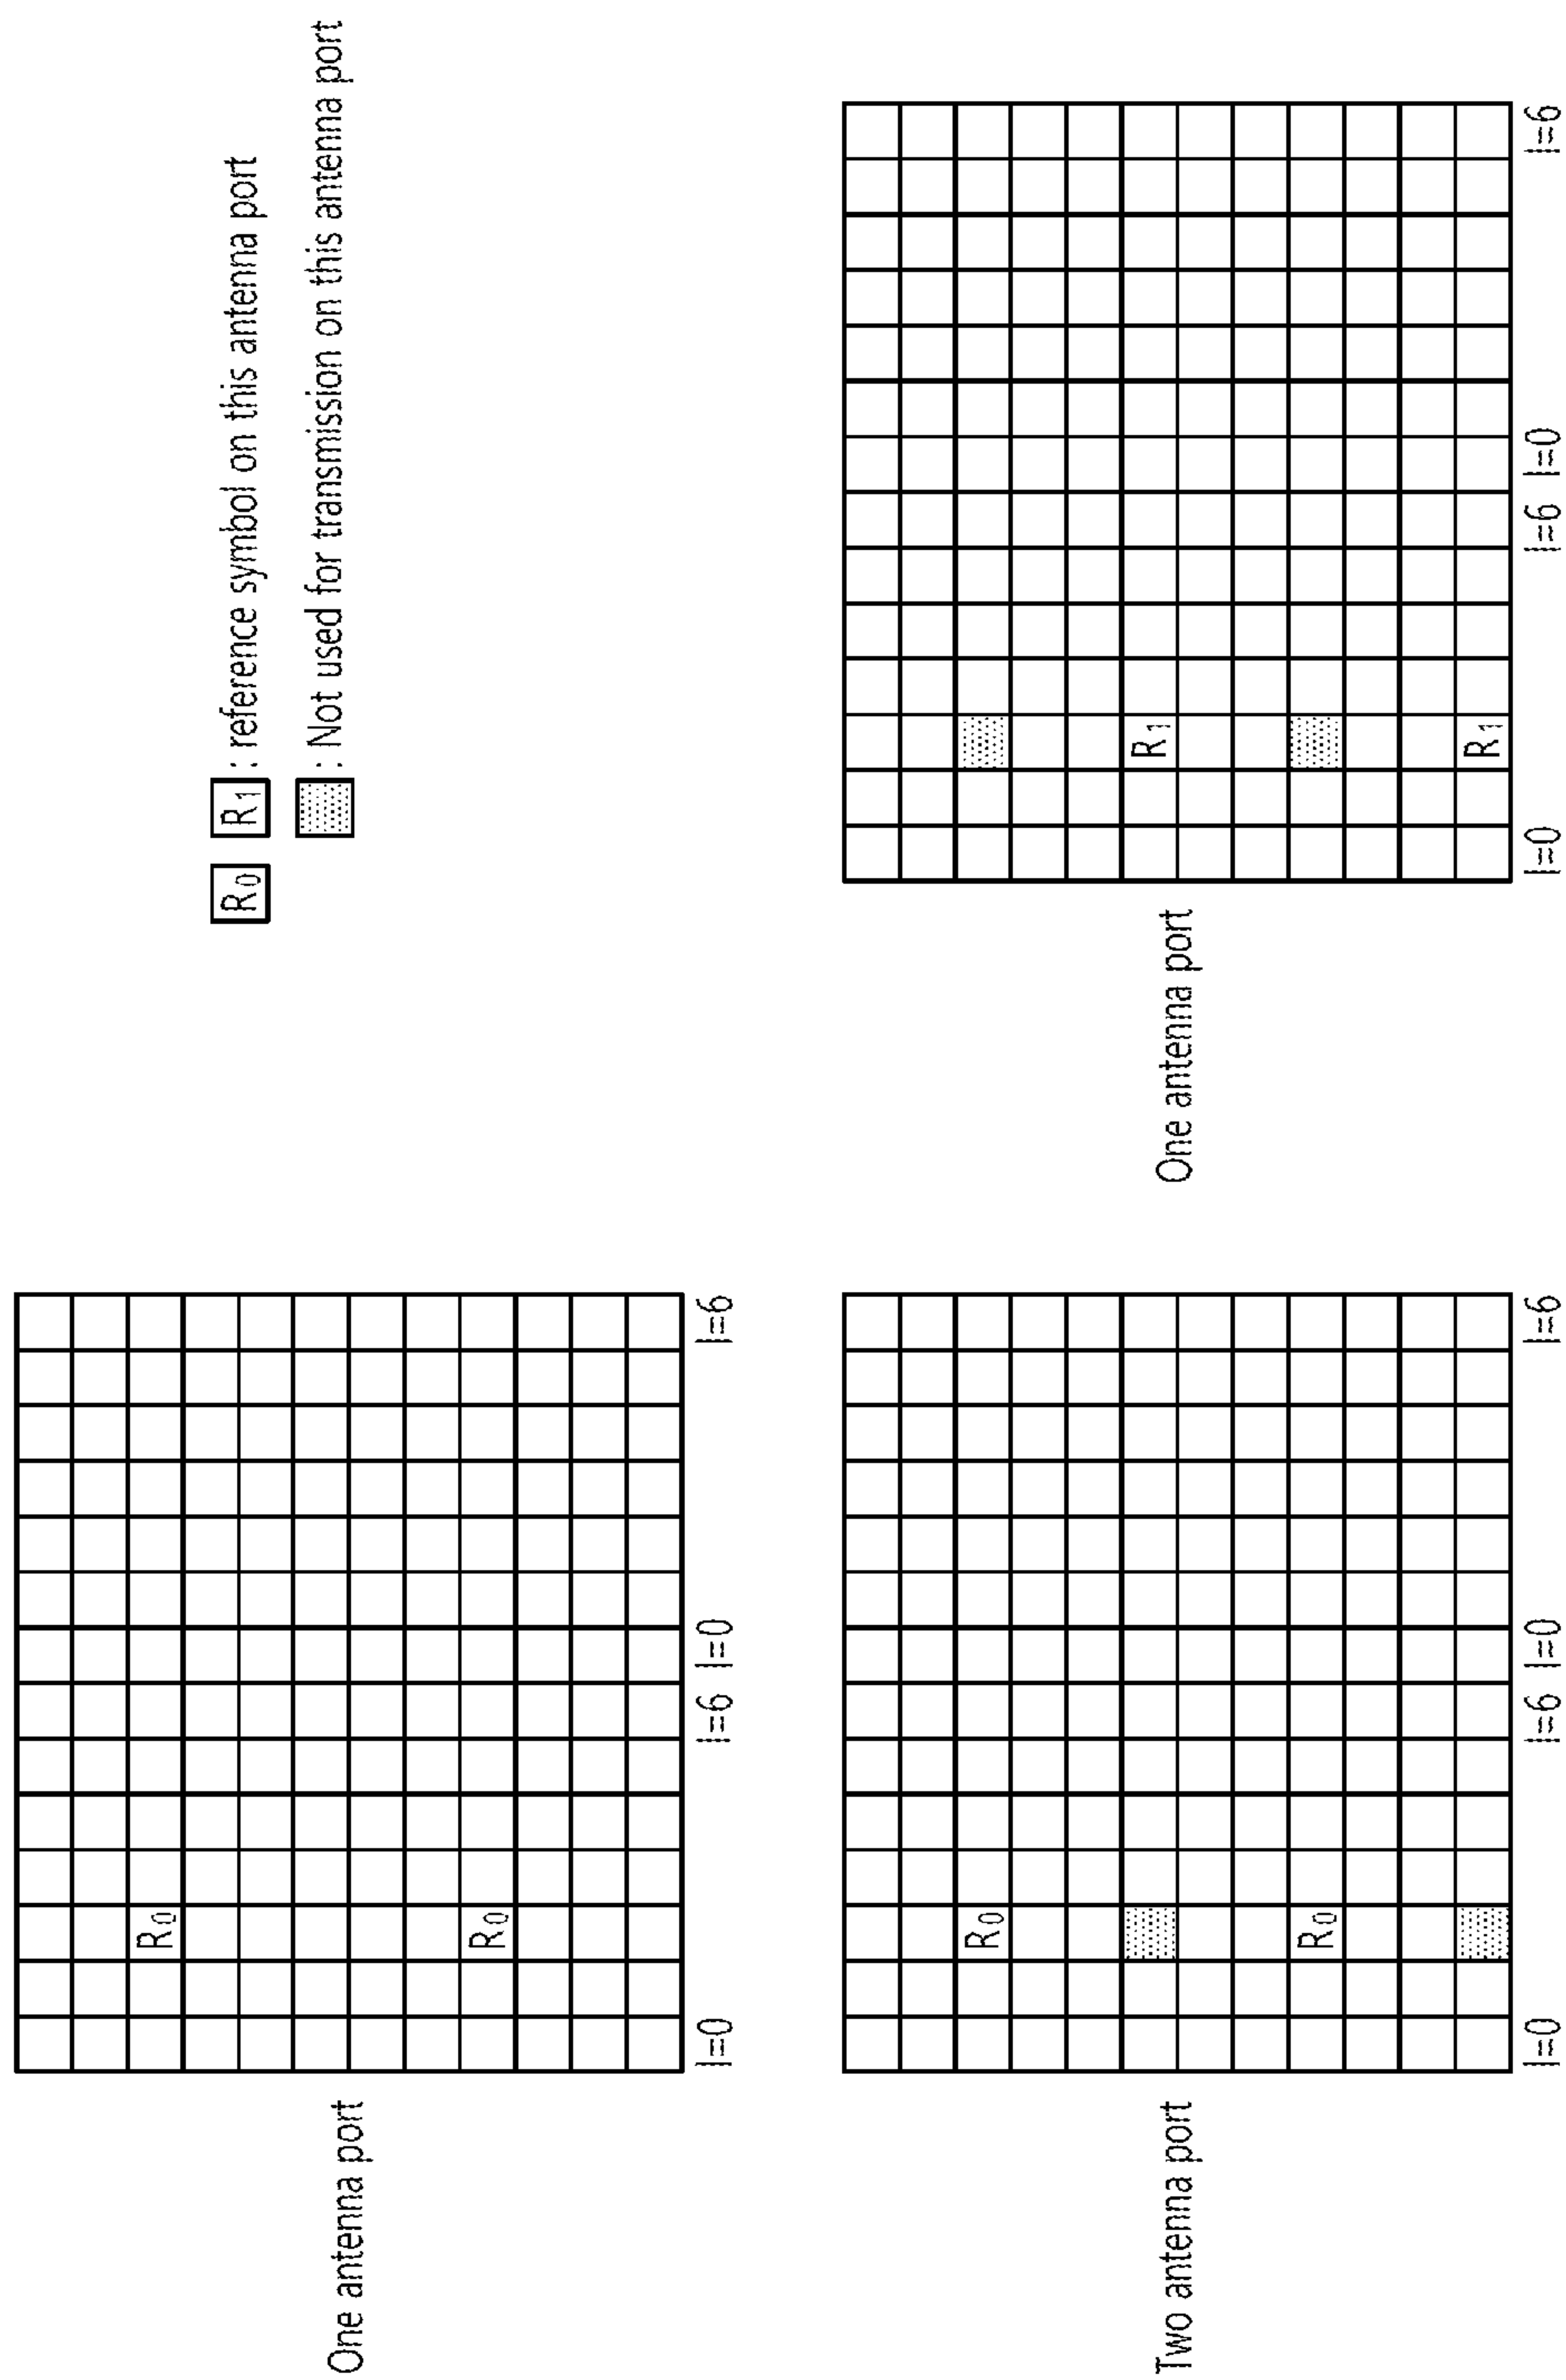 R₀
R₀
One antenna port
l=0 l=6 l=0 l=6
R₀ R₁ : reference symbol on this antenna port
: Not used for transmission on this antenna port
R₀
R₀
Two antenna port
l=0 l=6 l=0 l=6
R₁
R₁
One antenna port
l=0 l=6 l=0 l=6